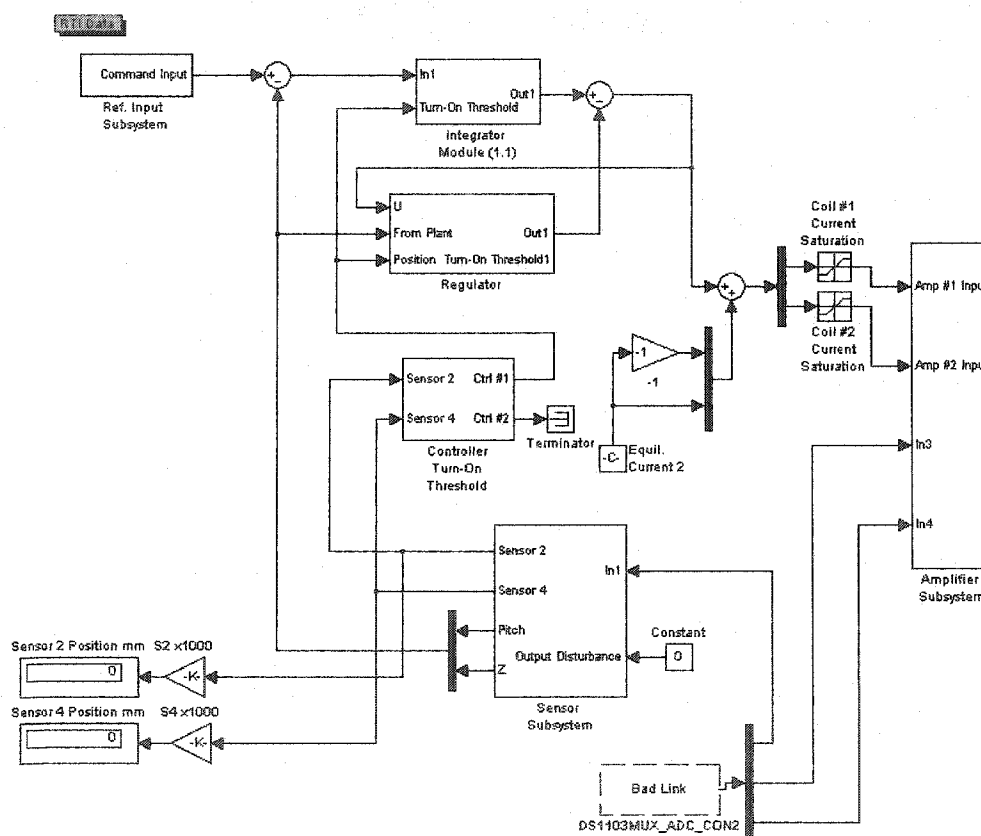 RTI Data
Command Input
Ref. Input
Subsystem
In1
Turn-On Threshold
Out1
Integrator
Module (1.1)
U
From Plant
Position
Out1
Turn-On Threshold1
Regulator
Coil #1
Current
Saturation
Coil #2
Current
Saturation
Amp #1 Input
Amp #2 Input
In3
In4
Amplifier
Subsystem
-1
-1
-C-
Equil.
Current 2
Sensor 2
Sensor 4
Ctrl #1
Ctrl #2
Controller
Turn-On
Threshold
Terminator
Sensor 2
Sensor 4
Pitch
Z
In1
Output Disturbance
Sensor
Subsystem
Constant
0
Sensor 2 Position mm
S2 x1000
0
-K-
Sensor 4 Position mm
S4 x1000
0
-K-
Bad Link
DS1103MUX_ADC_CON2